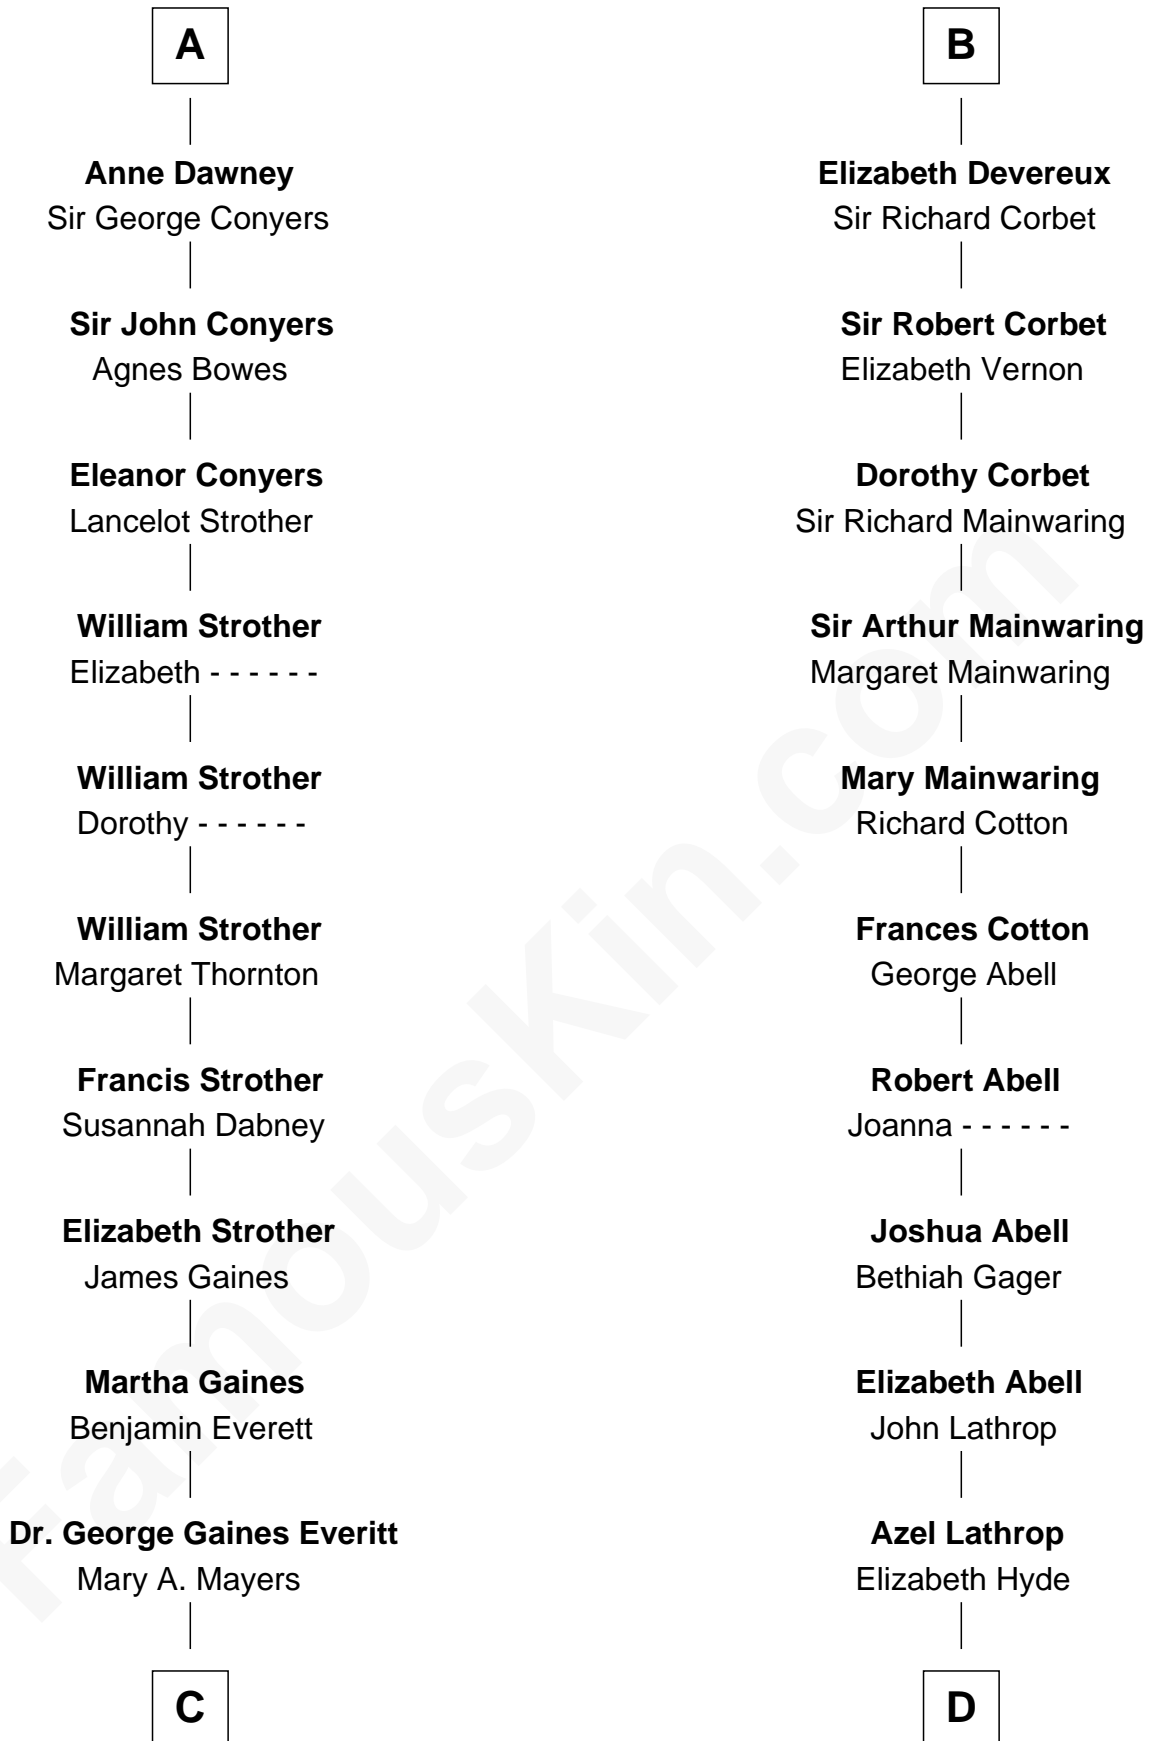 A
Anne Dawney
Sir George Conyers
Sir John Conyers
Agnes Bowes
Eleanor Conyers
Lancelot Strother
William Strother
Elizabeth - - - - - -
William Strother
Dorothy - - - - - -
William Strother
Margaret Thornton
Francis Strother
Susannah Dabney
Elizabeth Strother
James Gaines
Martha Gaines
Benjamin Everett
Dr. George Gaines Everitt
Mary A. Mayers
C
B
Elizabeth Devereux
Sir Richard Corbet
Sir Robert Corbet
Elizabeth Vernon
Dorothy Corbet
Sir Richard Mainwaring
Sir Arthur Mainwaring
Margaret Mainwaring
Mary Mainwaring
Richard Cotton
Frances Cotton
George Abell
Robert Abell
Joanna - - - - - -
Joshua Abell
Bethiah Gager
Elizabeth Abell
John Lathrop
Azel Lathrop
Elizabeth Hyde
D
FamousKin.com